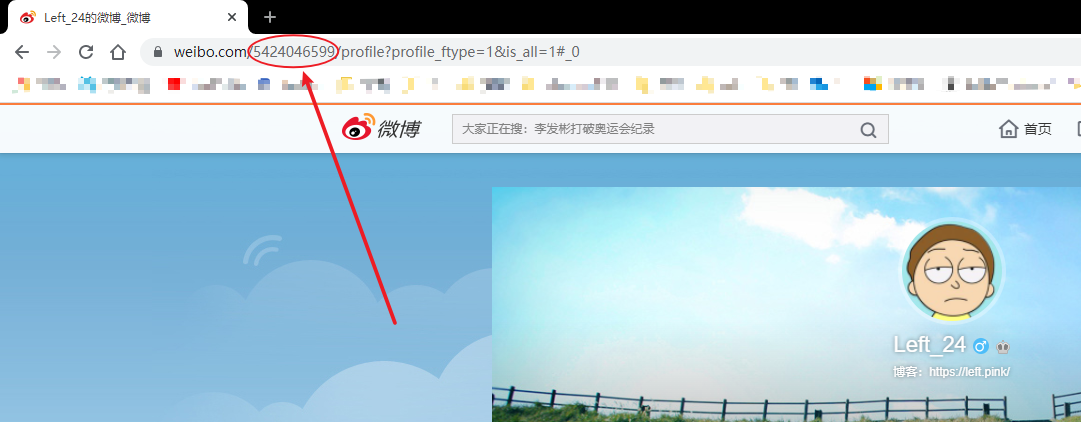 Left_24的微博_微博
weibo.com/5424046599/profile?profile_ftype=1&is_all=1#_0
微博
大家正在搜：李发彬打破奥运会纪录
首页
Left_24
博客：https://left.pink/